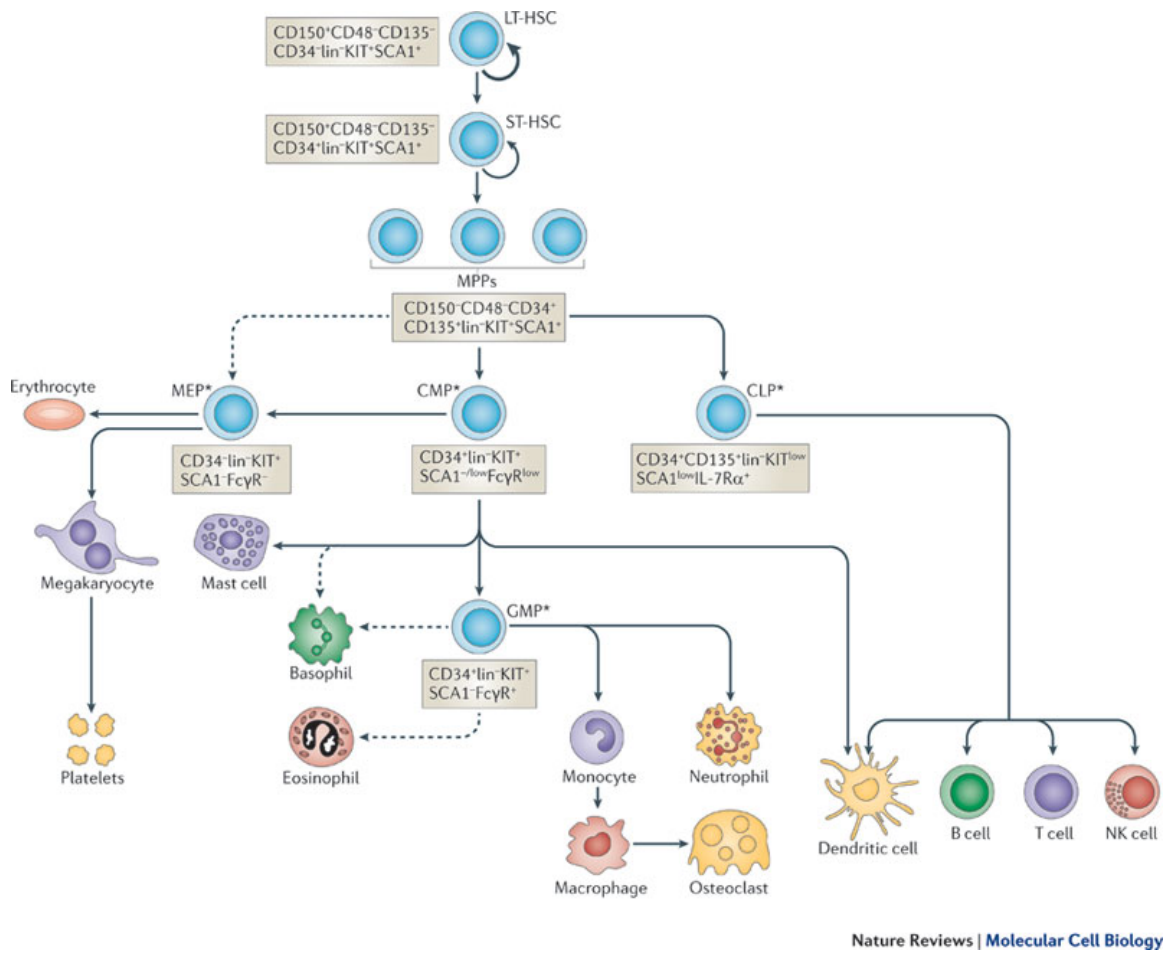 LT-HSC
CD150⁺CD48⁻CD135⁻
CD34⁻lin⁻KIT⁺SCA1⁺
ST-HSC
CD150⁺CD48⁻CD135⁻
CD34⁺lin⁻KIT⁺SCA1⁺
MPPs
CD150⁻CD48⁻CD34⁺
CD135⁺lin⁻KIT⁺SCA1⁺
Erythrocyte
MEP*
CMP*
CLP*
CD34⁻lin⁻KIT⁺
SCA1⁻FcγR⁻
CD34⁺lin⁻KIT⁺
SCA1⁻/ˡᵒʷFcγRˡᵒʷ
CD34⁺CD135⁺lin⁻KITˡᵒʷ
SCA1ˡᵒʷIL-7Rα⁺
Megakaryocyte
Mast cell
GMP*
Basophil
CD34⁺lin⁻KIT⁺
SCA1⁻FcγR⁺
Platelets
Eosinophil
Monocyte
Neutrophil
Dendritic cell
B cell
T cell
NK cell
Macrophage
Osteoclast
Nature Reviews | Molecular Cell Biology